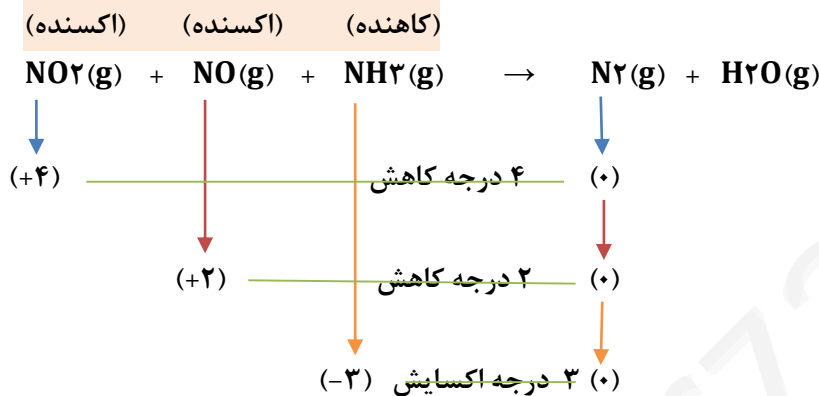 (اکسنده) (اکسنده) (کاهنده)
NO۲(g) + NO(g) + NH۳(g) → N۲(g) + H۲O(g)
(+۴) ۴ درجه کاهش (۰)
(+۲) ۲ درجه کاهش (۰)
(−۳) ۳ درجه اکسایش (۰)